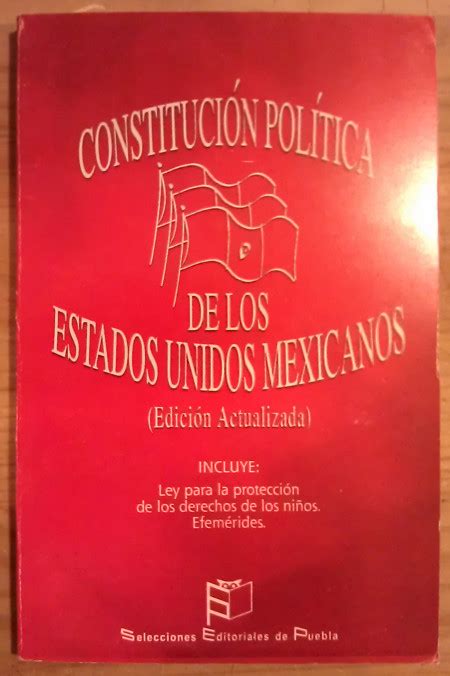 CONSTITUCIÓN POLÍTICA
DE LOS
ESTADOS UNIDOS MEXICANOS
(Edición Actualizada)
INCLUYE:
Ley para la protección
de los derechos de los niños.
Efemérides.
Selecciones Editoriales de Puebla